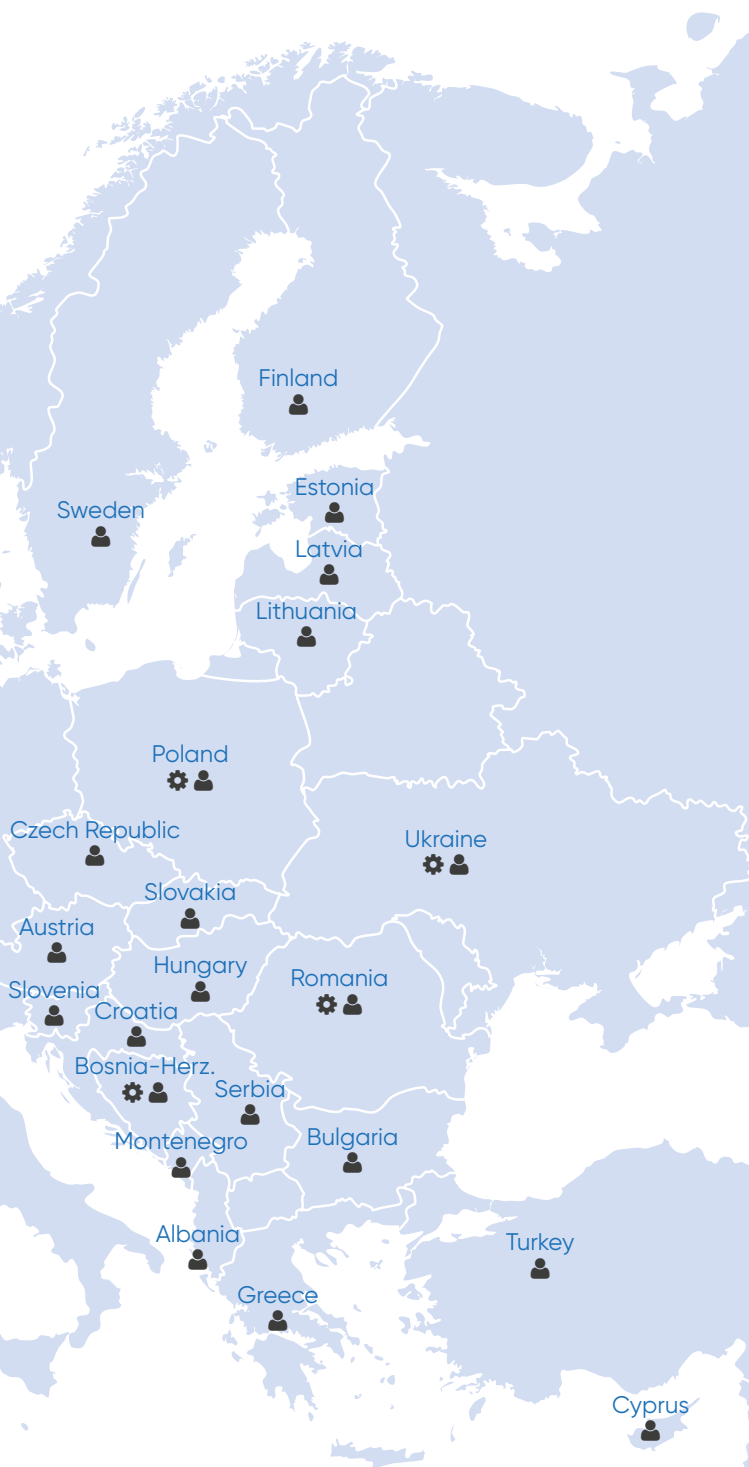 Finland
Estonia
Sweden
Latvia
Lithuania
Poland
Czech Republic
Ukraine
Slovakia
Austria
Hungary
Romania
Slovenia
Croatia
Bosnia-Herz.
Serbia
Bulgaria
Montenegro
Albania
Turkey
Greece
Cyprus